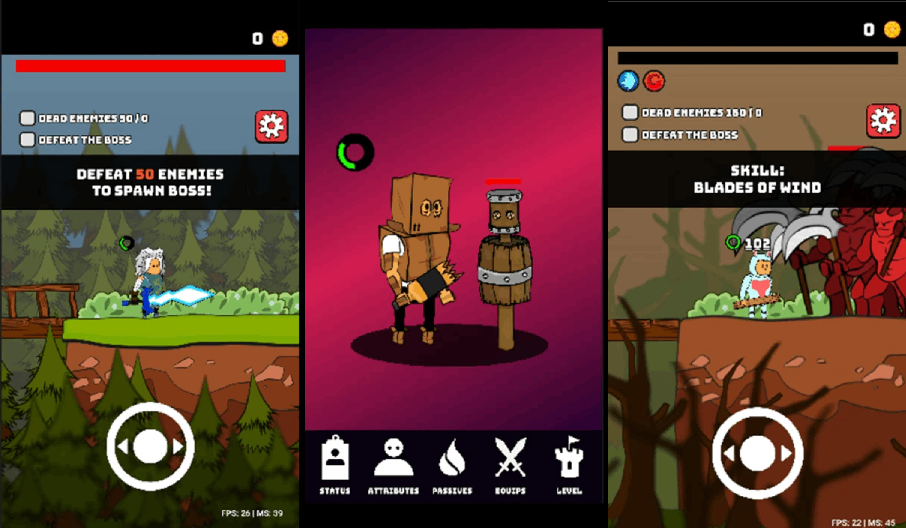 0
DEAD ENEMIES 50 / 0
DEFEAT THE BOSS
DEFEAT 50 ENEMIES
TO SPAWN BOSS!
FPS: 26 | MS: 39
STATUS
ATTRIBUTES
PASSIVES
EQUIPS
LEVEL
0
DEAD ENEMIES 150 / 0
DEFEAT THE BOSS
SKILL:
BLADES OF WIND
102
FPS: 22 | MS: 45